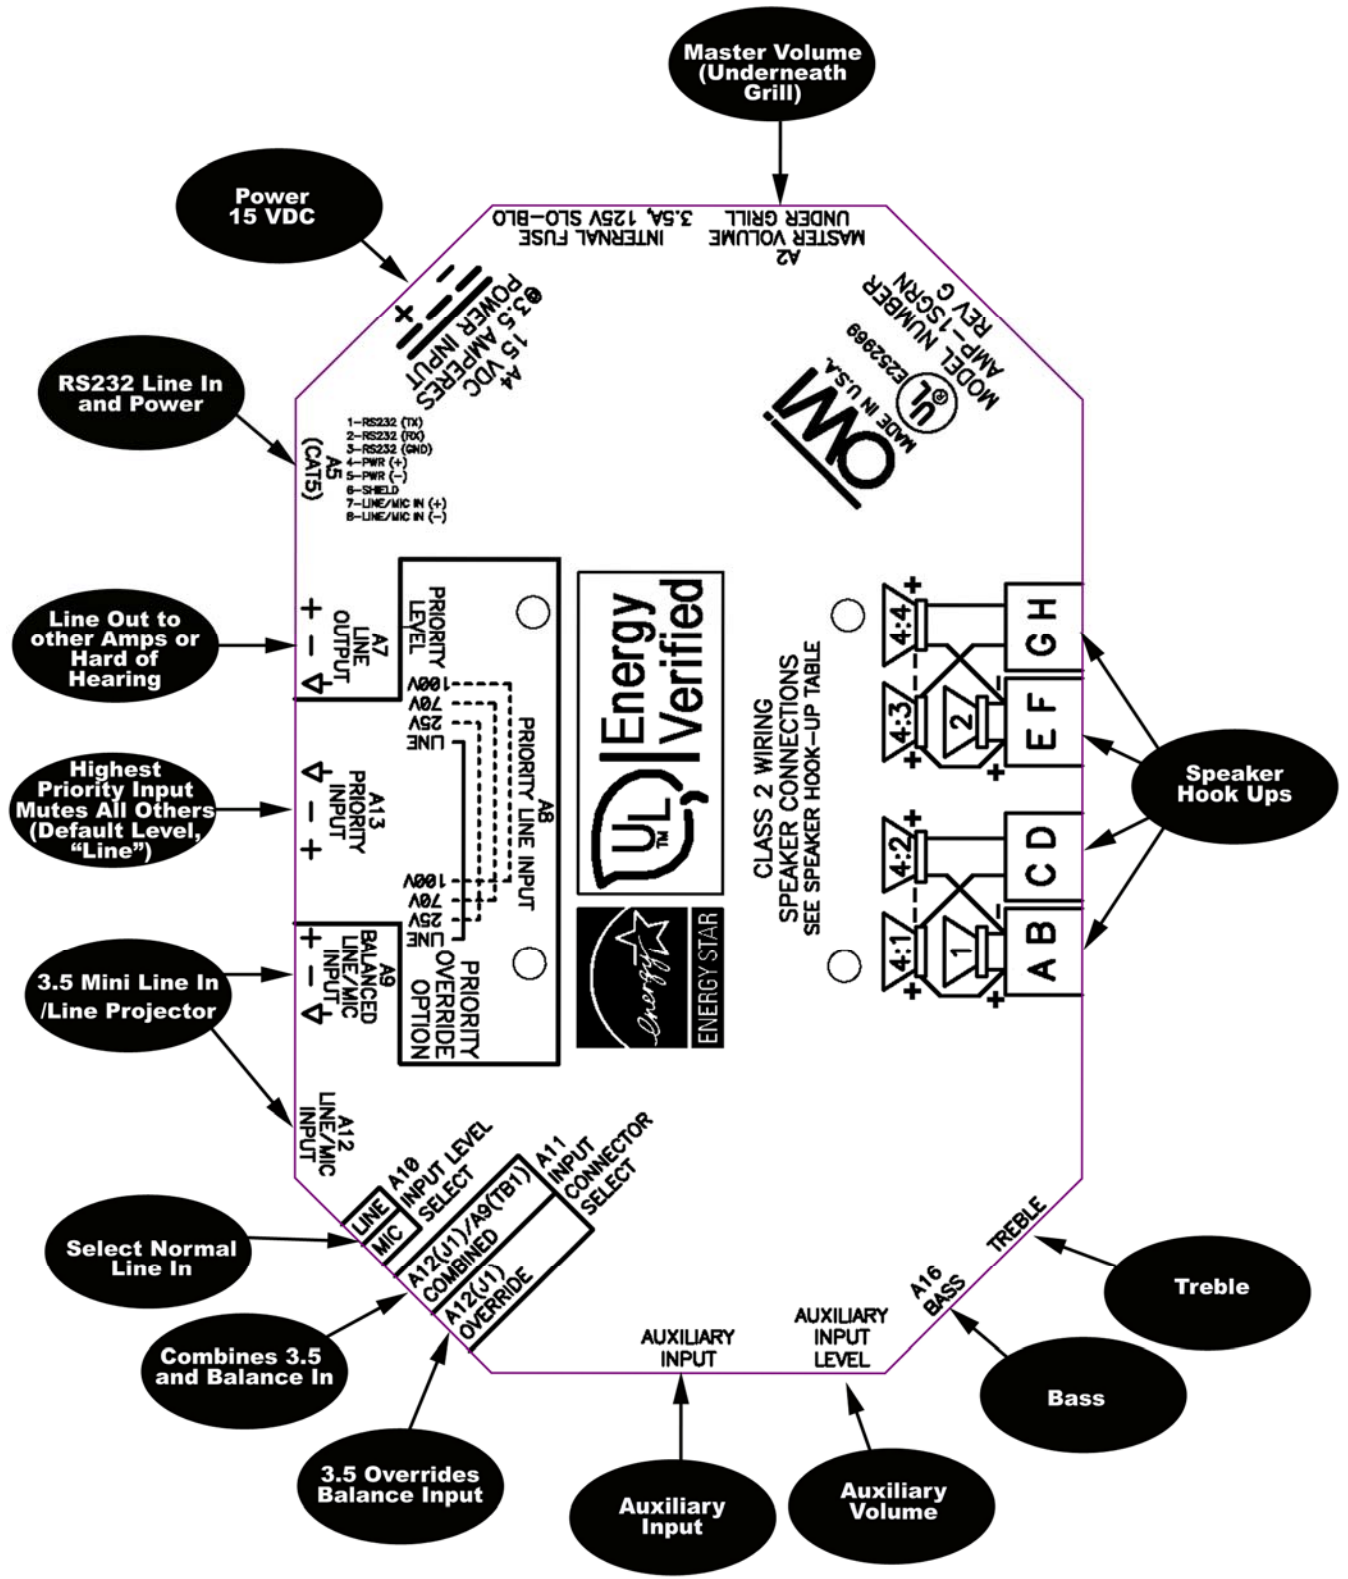 Master Volume
(Underneath
Grill)
Power
15 VDC
A2
MASTER VOLUME
UNDER GRILL
INTERNAL FUSE
3.5A, 125V SLO-BLO
A4
15 VDC
@3.5 AMPERES
POWER INPUT
+
MODEL NUMBER
AMP-1SGRN
REV G
E252969
UL
®
MADE IN U.S.A.
OWI
RS232 Line In
and Power
A5
(CAT5)
1-RS232 (TX)
2-RS232 (RX)
3-RS232 (GND)
4-PWR (+)
5-PWR (-)
6-SHIELD
7-LINE/MIC IN (+)
8-LINE/MIC IN (-)
Line Out to
other Amps or
Hard of
Hearing
+
-
A7
LINE
OUTPUT
PRIORITY
LEVEL
100V
70V
25V
LINE
Highest
Priority Input
Mutes All Others
(Default Level,
“Line”)
-
+
A13
PRIORITY
INPUT
A8
PRIORITY LINE INPUT
100V
70V
25V
LINE
PRIORITY
OVERRIDE
OPTION
3.5 Mini Line In
/Line Projector
+
-
A9
BALANCED
LINE/MIC
INPUT
A12
LINE/MIC
INPUT
UL
TM
Energy
Verified
energy
ENERGY STAR
CLASS 2 WIRING
SPEAKER CONNECTIONS
SEE SPEAKER HOOK-UP TABLE
+
4:4
-
4:3
+
2
-
+
G H
E F
+
4:2
-
4:1
+
1
-
+
C D
A B
Speaker
Hook Ups
A10
INPUT LEVEL
SELECT
LINE
MIC
A11
INPUT
CONNECTOR
SELECT
A12(J1)/A9(TB1)
COMBINED
A12(J1)
OVERRIDE
Select Normal
Line In
Combines 3.5
and Balance In
3.5 Overrides
Balance Input
AUXILIARY
INPUT
AUXILIARY
INPUT
LEVEL
A16
BASS
TREBLE
Treble
Bass
Auxiliary
Input
Auxiliary
Volume